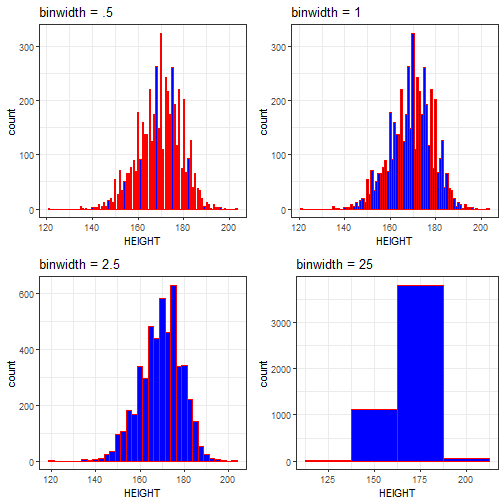 binwidth = .5
300
200
100
0
count
120 140 160 180 200
HEIGHT
binwidth = 1
300
200
100
0
count
120 140 160 180 200
HEIGHT
binwidth = 2.5
600
400
200
0
count
120 140 160 180 200
HEIGHT
binwidth = 25
3000
2000
1000
0
count
125 150 175 200
HEIGHT